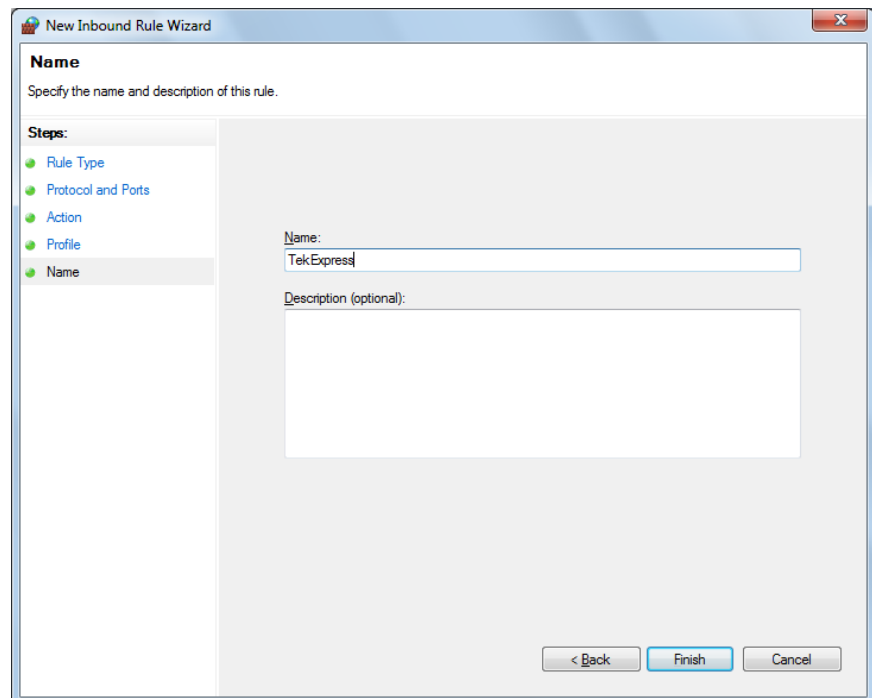 New Inbound Rule Wizard
Name
Specify the name and description of this rule.
Steps:
Rule Type
Protocol and Ports
Action
Profile
Name
Name:
TekExpress
Description (optional):
< Back Finish Cancel